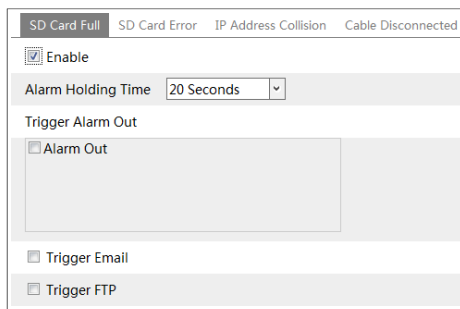 SD Card Full SD Card Error IP Address Collision Cable Disconnected
Enable
Alarm Holding Time 20 Seconds
Trigger Alarm Out
Alarm Out
Trigger Email
Trigger FTP